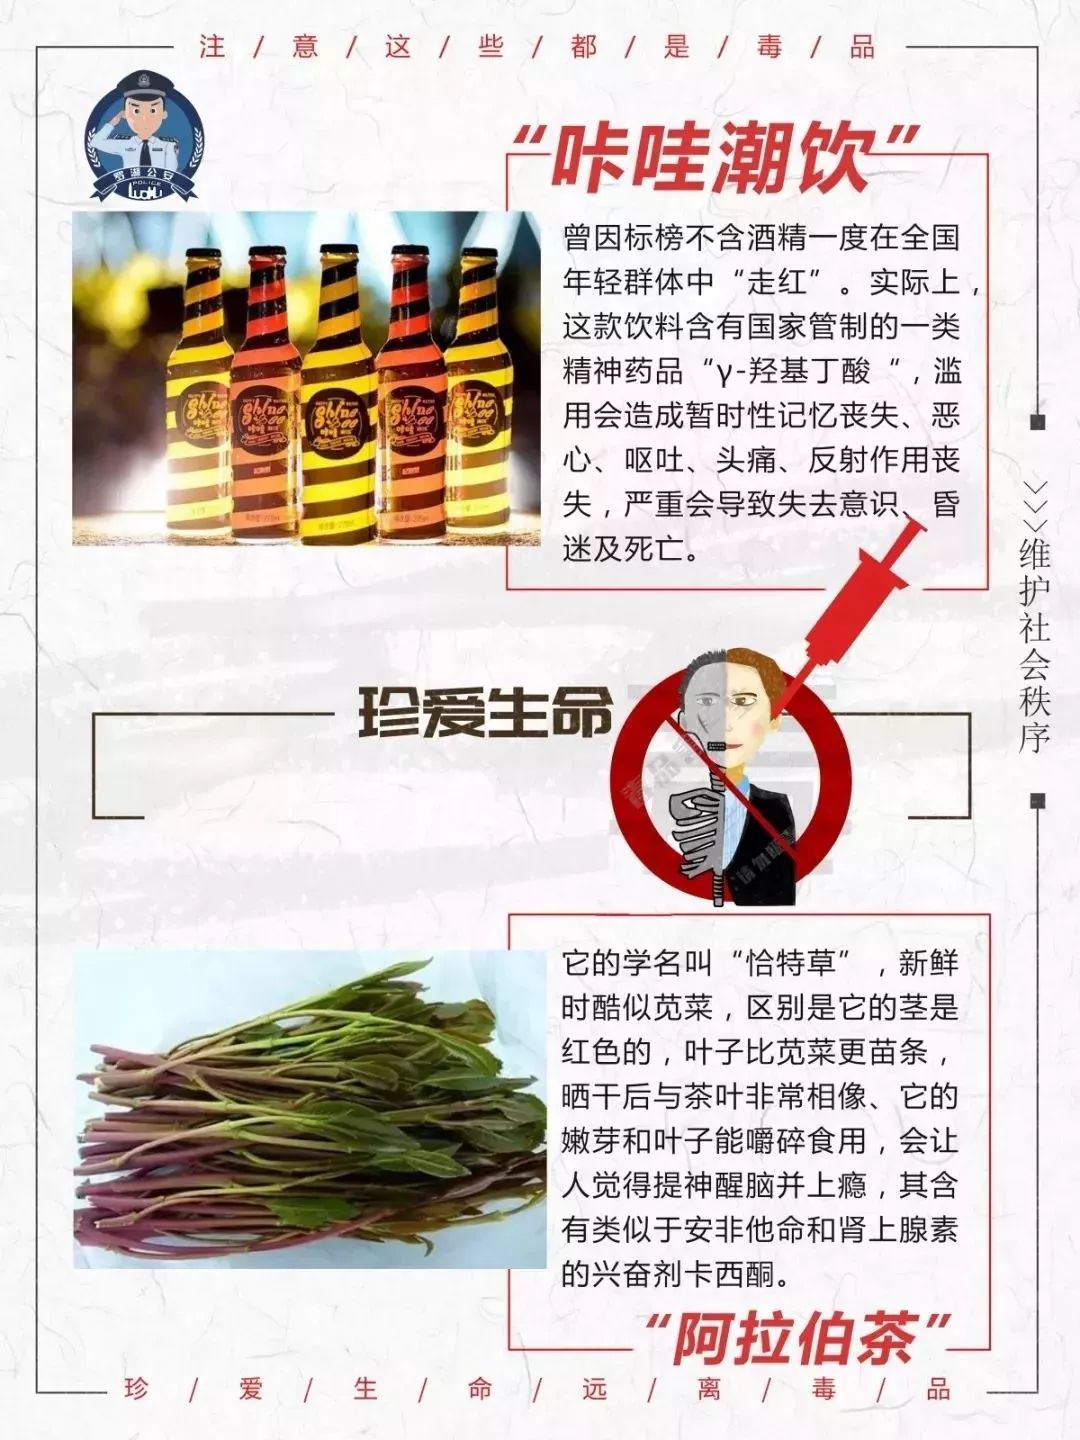 注/意/这/些/都/是/毒/品
罗湖公安
POLICE
LUOHU
“咔哇潮饮”
曾因标榜不含酒精一度在全国
年轻群体中“走红”。实际上，
这款饮料含有国家管制的一类
精神药品“γ-羟基丁酸“，滥
用会造成暂时性记忆丧失、恶
心、呕吐、头痛、反射作用丧
失，严重会导致失去意识、昏
迷及死亡。
维护社会秩序
珍爱生命
它的学名叫“恰特草”，新鲜
时酷似苋菜，区别是它的茎是
红色的，叶子比苋菜更苗条，
晒干后与茶叶非常相像、它的
嫩芽和叶子能嚼碎食用，会让
人觉得提神醒脑并上瘾，其含
有类似于安非他命和肾上腺素
的兴奋剂卡西酮。
“阿拉伯茶”
珍/爱/生/命/远/离/毒/品